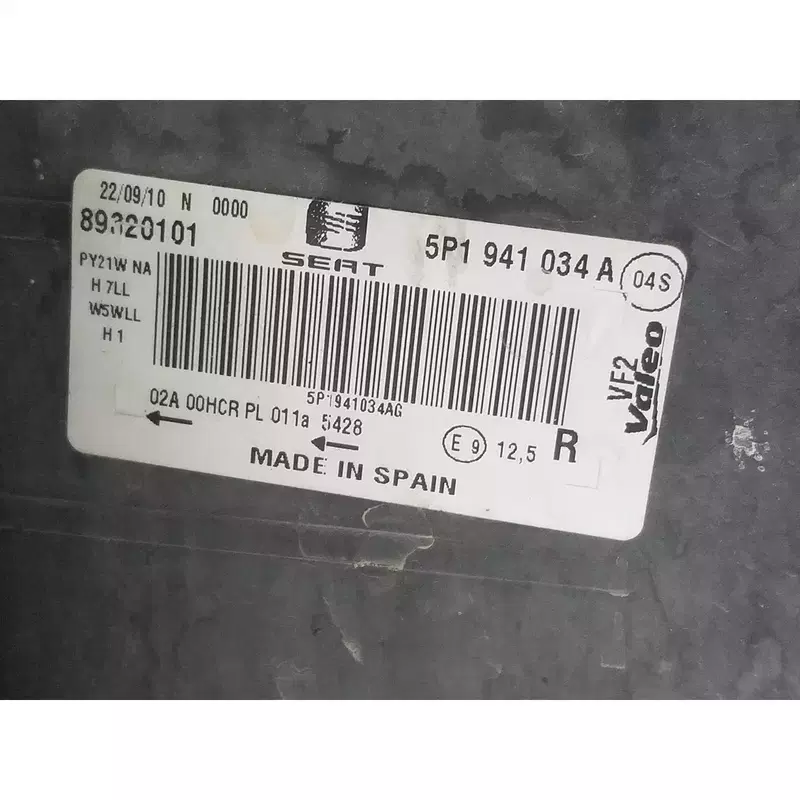 22/09/10 N 0000
89320101
SEAT
5P1 941 034 A
04S
PY21W NA
H 7LL
W5WLL
H 1
VF2
Valeo
5P1941034AG
02A 00HCR PL 011a 5428
E 9 12,5 R
MADE IN SPAIN